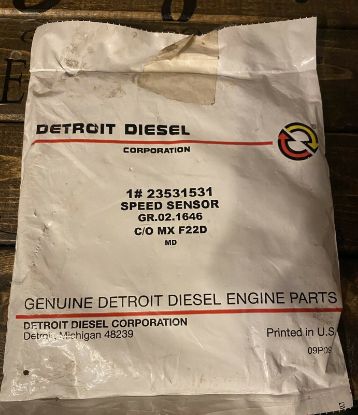 DETROIT DIESEL
CORPORATION
1# 23531531
SPEED SENSOR
GR.02.1646
C/O MX F22D
MD
GENUINE DETROIT DIESEL ENGINE PARTS
DETROIT DIESEL CORPORATION
Detroit, Michigan 48239
Printed in U.S
09P09